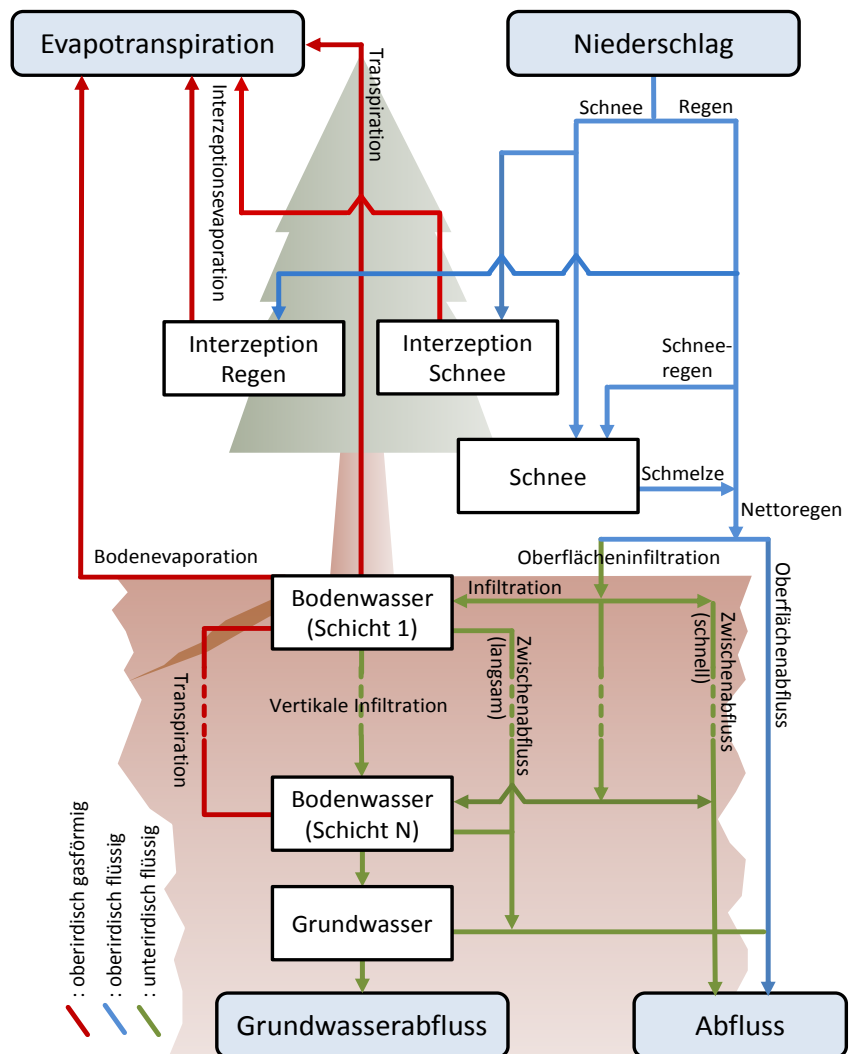 Evapotranspiration
Niederschlag
Transpiration
Interzeptionsevaporation
Schnee
Regen
Interzeption
Regen
Interzeption
Schnee
Schnee-
regen
Schnee
Schmelze
Nettoregen
Bodenevaporation
Oberflächeninfiltration
Oberflächenabfluss
Bodenwasser
(Schicht 1)
Infiltration
Zwischenabfluss
(langsam)
Zwischenabfluss
(schnell)
Transpiration
Vertikale Infiltration
Bodenwasser
(Schicht N)
Grundwasser
: oberirdisch gasförmig
: oberirdisch flüssig
: unterirdisch flüssig
Grundwasserabfluss
Abfluss